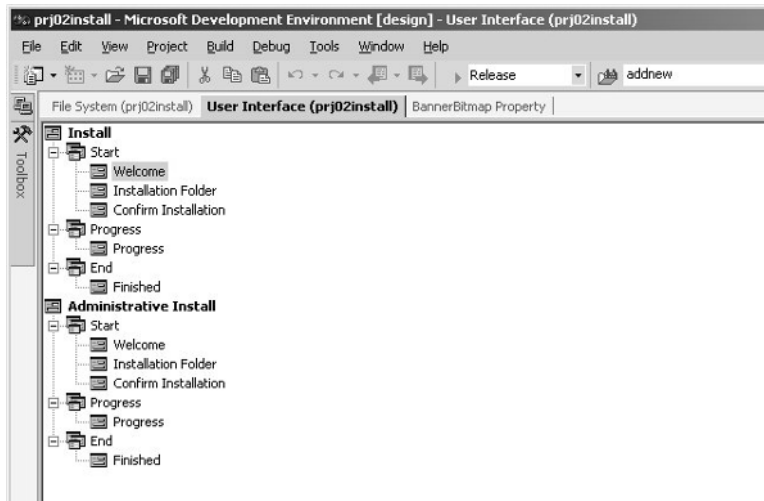 prj02install - Microsoft Development Environment [design] - User Interface (prj02install)
File Edit View Project Build Debug Tools Window Help
Release addnew
File System (prj02install) User Interface (prj02install) BannerBitmap Property
Toolbox
Install
Start
Welcome
Installation Folder
Confirm Installation
Progress
Progress
End
Finished
Administrative Install
Start
Welcome
Installation Folder
Confirm Installation
Progress
Progress
End
Finished